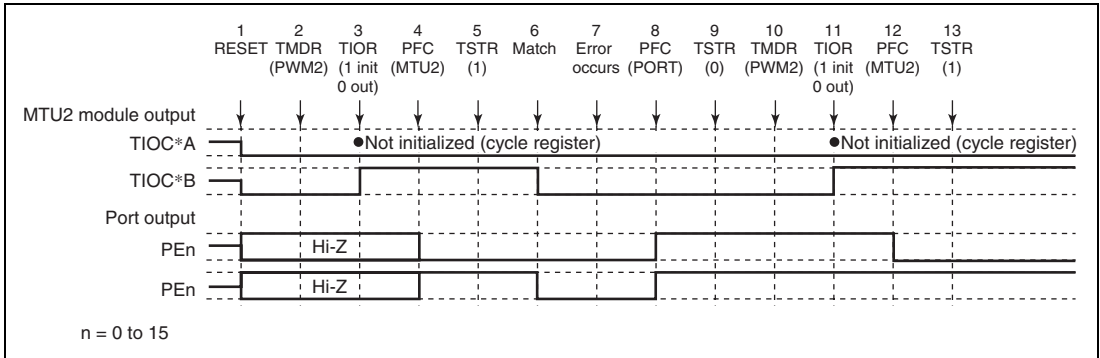 1 2 3 4 5 6 7 8 9 10 11 12 13
RESET TMDR TIOR PFC TSTR Match Error PFC TSTR TMDR TIOR PFC TSTR
(PWM2) (1 init (MTU2) (1) occurs (PORT) (0) (PWM2) (1 init (MTU2) (1)
0 out) 0 out)
MTU2 module output
TIOC*A ●Not initialized (cycle register) ●Not initialized (cycle register)
TIOC*B
Port output
PEn Hi-Z
PEn Hi-Z
n = 0 to 15